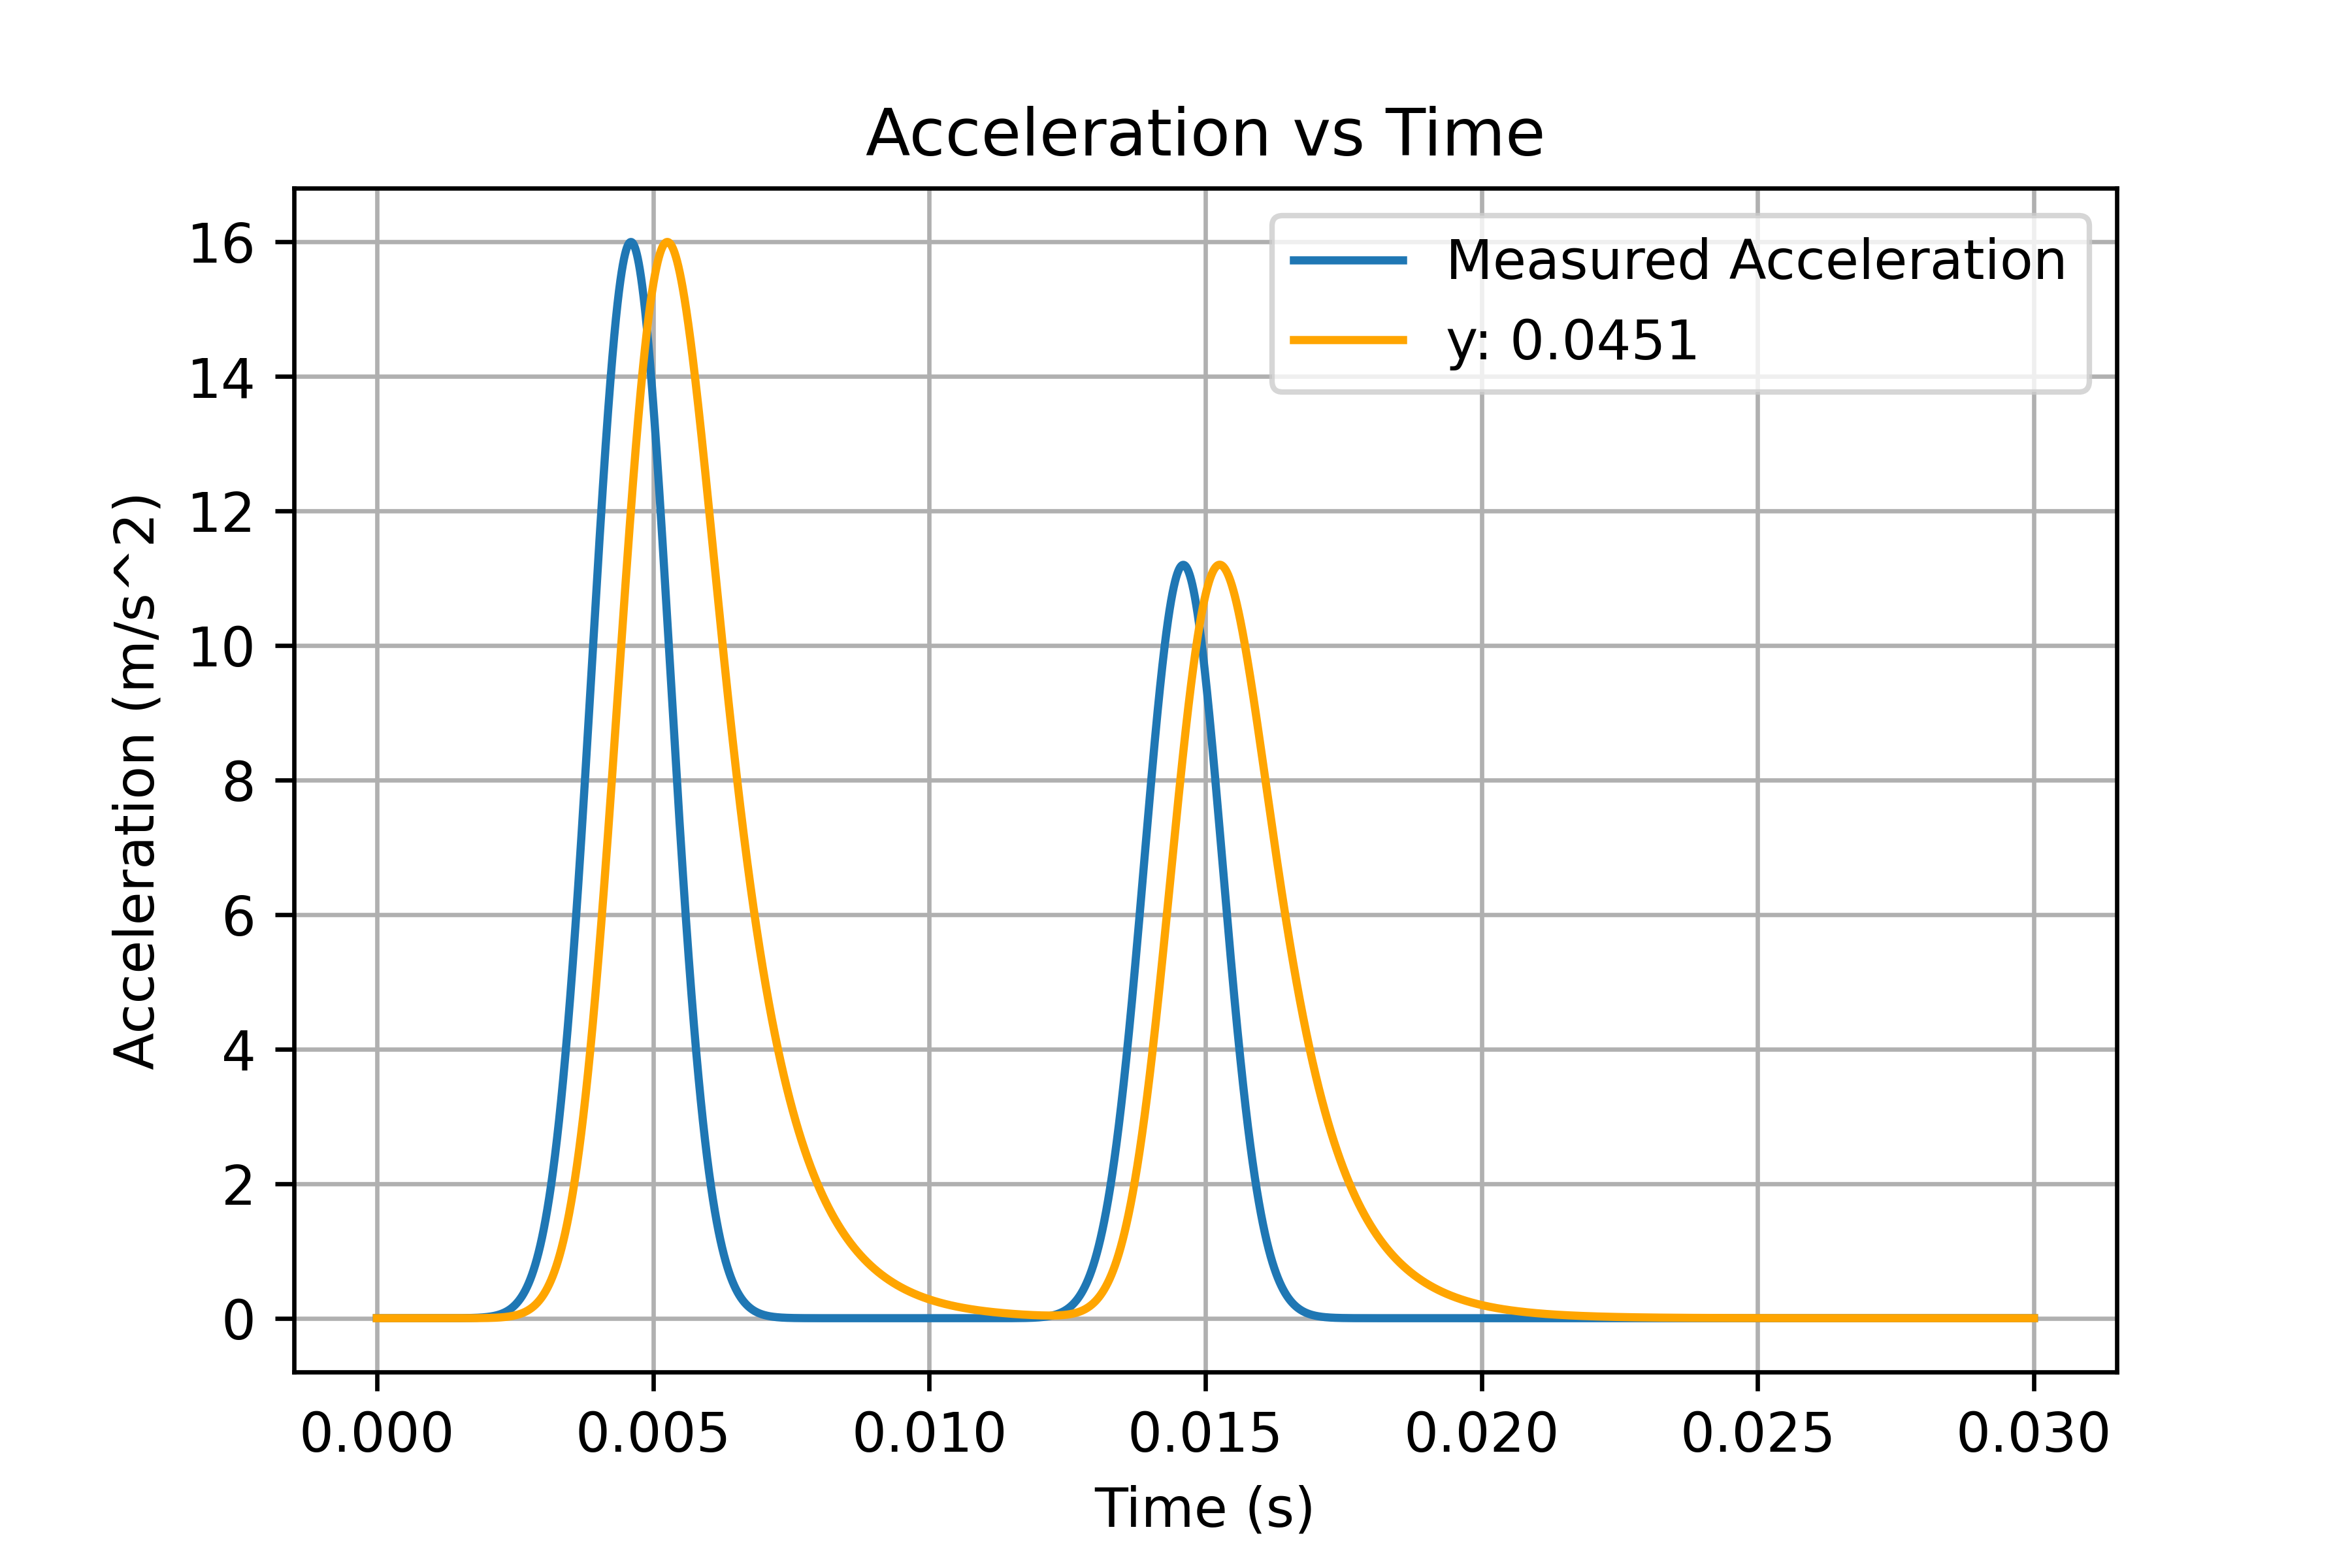 Acceleration vs Time
Measured Acceleration
y: 0.0451
Acceleration (m/s^2)
16
14
12
10
8
6
4
2
0
0.000 0.005 0.010 0.015 0.020 0.025 0.030
Time (s)